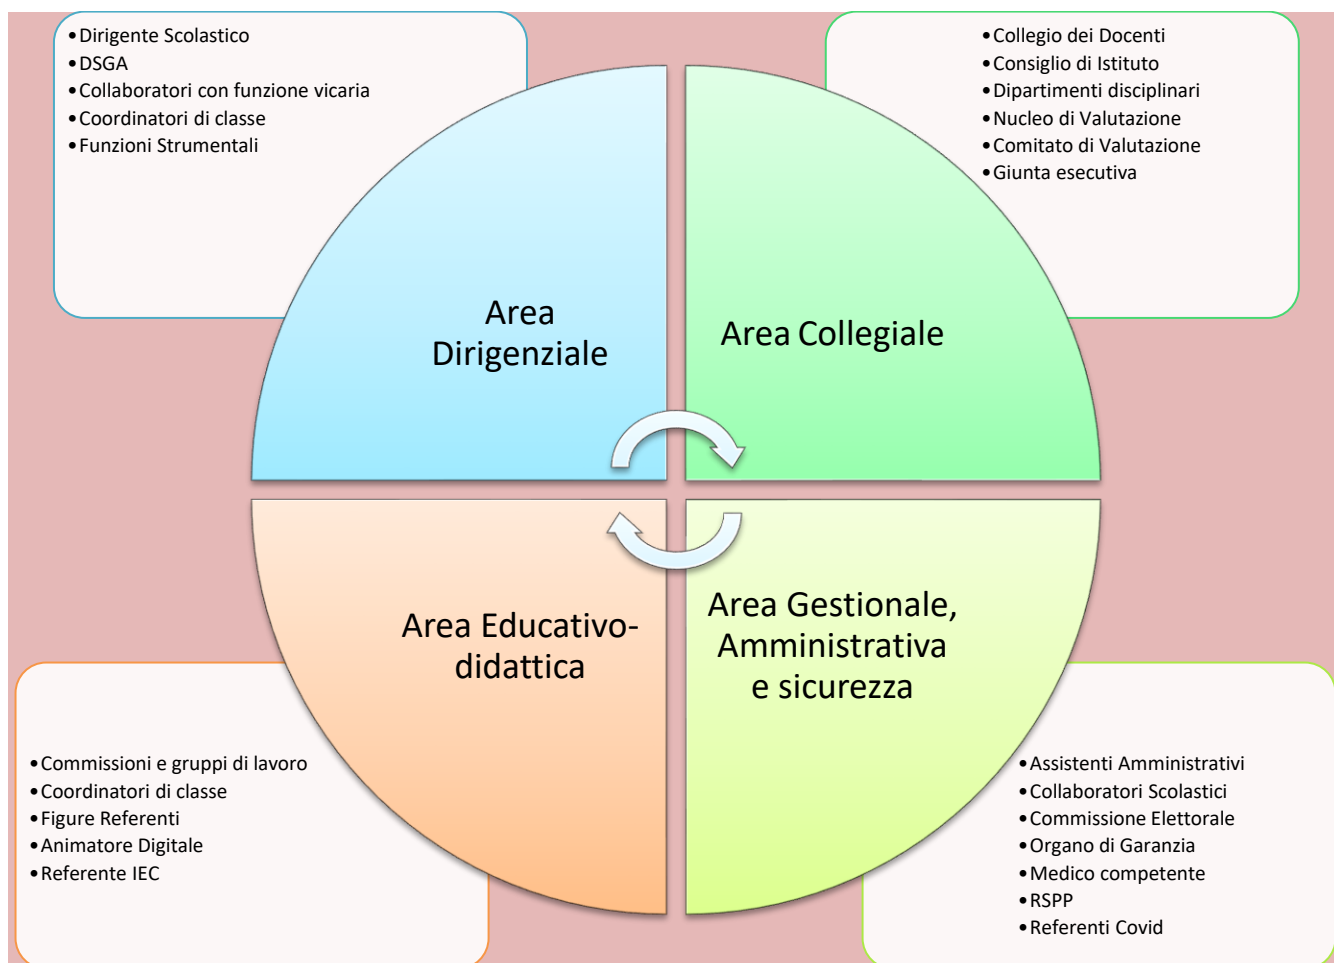 •Dirigente Scolastico
•DSGA
•Collaboratori con funzione vicaria
•Coordinatori di classe
•Funzioni Strumentali
•Collegio dei Docenti
•Consiglio di Istituto
•Dipartimenti disciplinari
•Nucleo di Valutazione
•Comitato di Valutazione
•Giunta esecutiva
Area
Dirigenziale
Area Collegiale
Area Educativo-
didattica
Area Gestionale,
Amministrativa
e sicurezza
•Commissioni e gruppi di lavoro
•Coordinatori di classe
•Figure Referenti
•Animatore Digitale
•Referente IEC
•Assistenti Amministrativi
•Collaboratori Scolastici
•Commissione Elettorale
•Organo di Garanzia
•Medico competente
•RSPP
•Referenti Covid